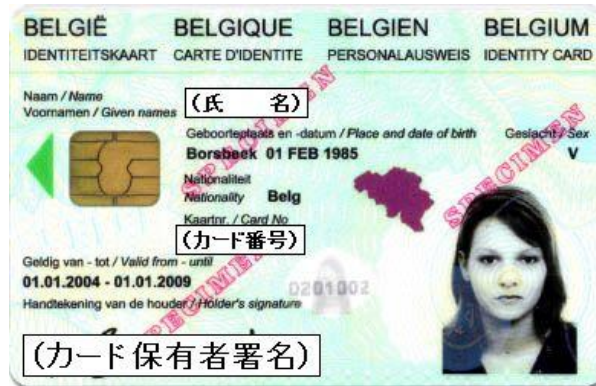 BELGIË BELGIQUE BELGIEN BELGIUM
IDENTITEITSKAART CARTE D'IDENTITE PERSONALAUSWEIS IDENTITY CARD
Naam / Name
Voornamen / Given names
(氏 名)
Geboorteplaats en -datum / Place and date of birth Geslacht / Sex
Borsbeek 01 FEB 1985 V
Nationaliteit
Nationality Belg
Kaartnr. / Card No
(カード番号)
Geldig van - tot / Valid from - until
01.01.2004 - 01.01.2009
0201002
Handtekening van de houder / Holder's signature
(カード保有者署名)
SPECIMEN
SPECIMEN
SPECIMEN